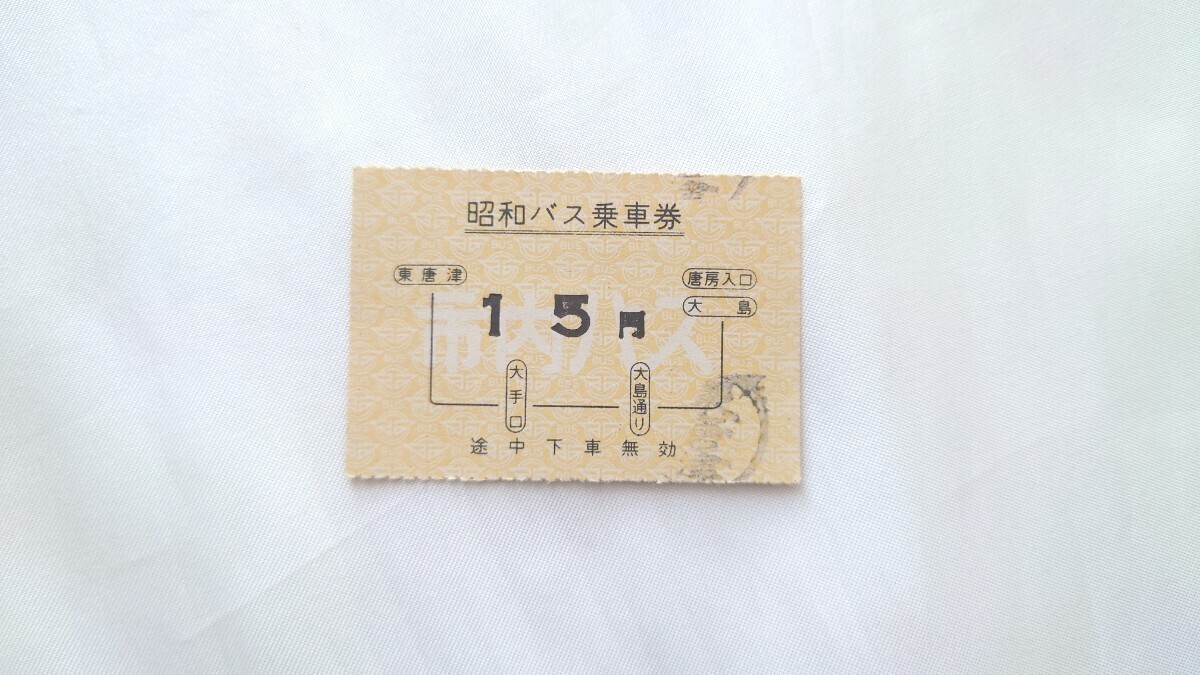 昭和バス乗車券
東唐津
唐房入口
大島
15円
市内バス
大手口
大島通り
途中下車無効